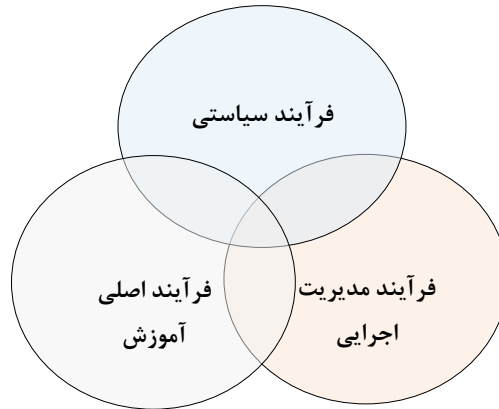 فرآیند سیاستی
فرآیند مدیریت
اجرایی
فرآیند اصلی
آموزش